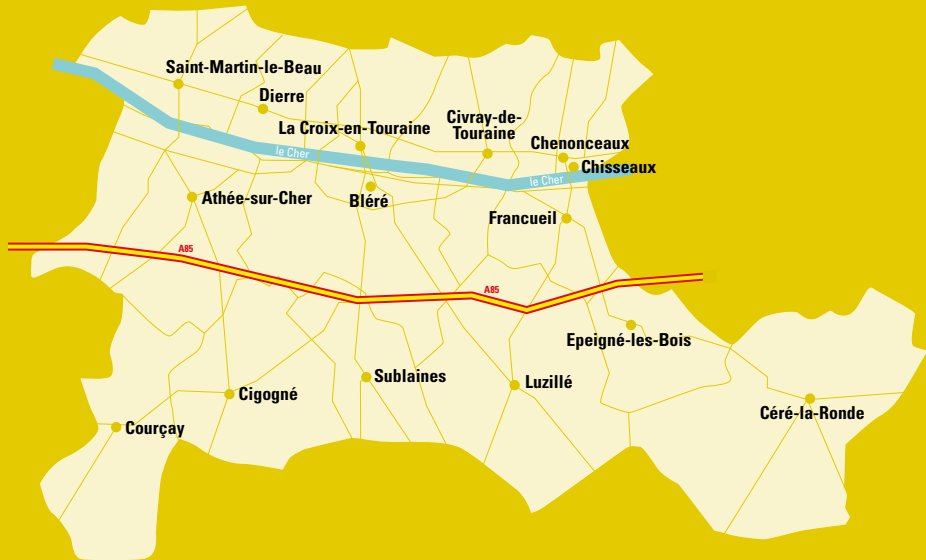 Saint-Martin-le-Beau
Dierre
La Croix-en-Touraine
Civray-de-
Touraine
Chenonceaux
Chisseaux
le Cher
le Cher
Athée-sur-Cher
Bléré
Francueil
A85
A85
Epeigné-les-Bois
Sublaines
Luzillé
Cigogné
Céré-la-Ronde
Courçay